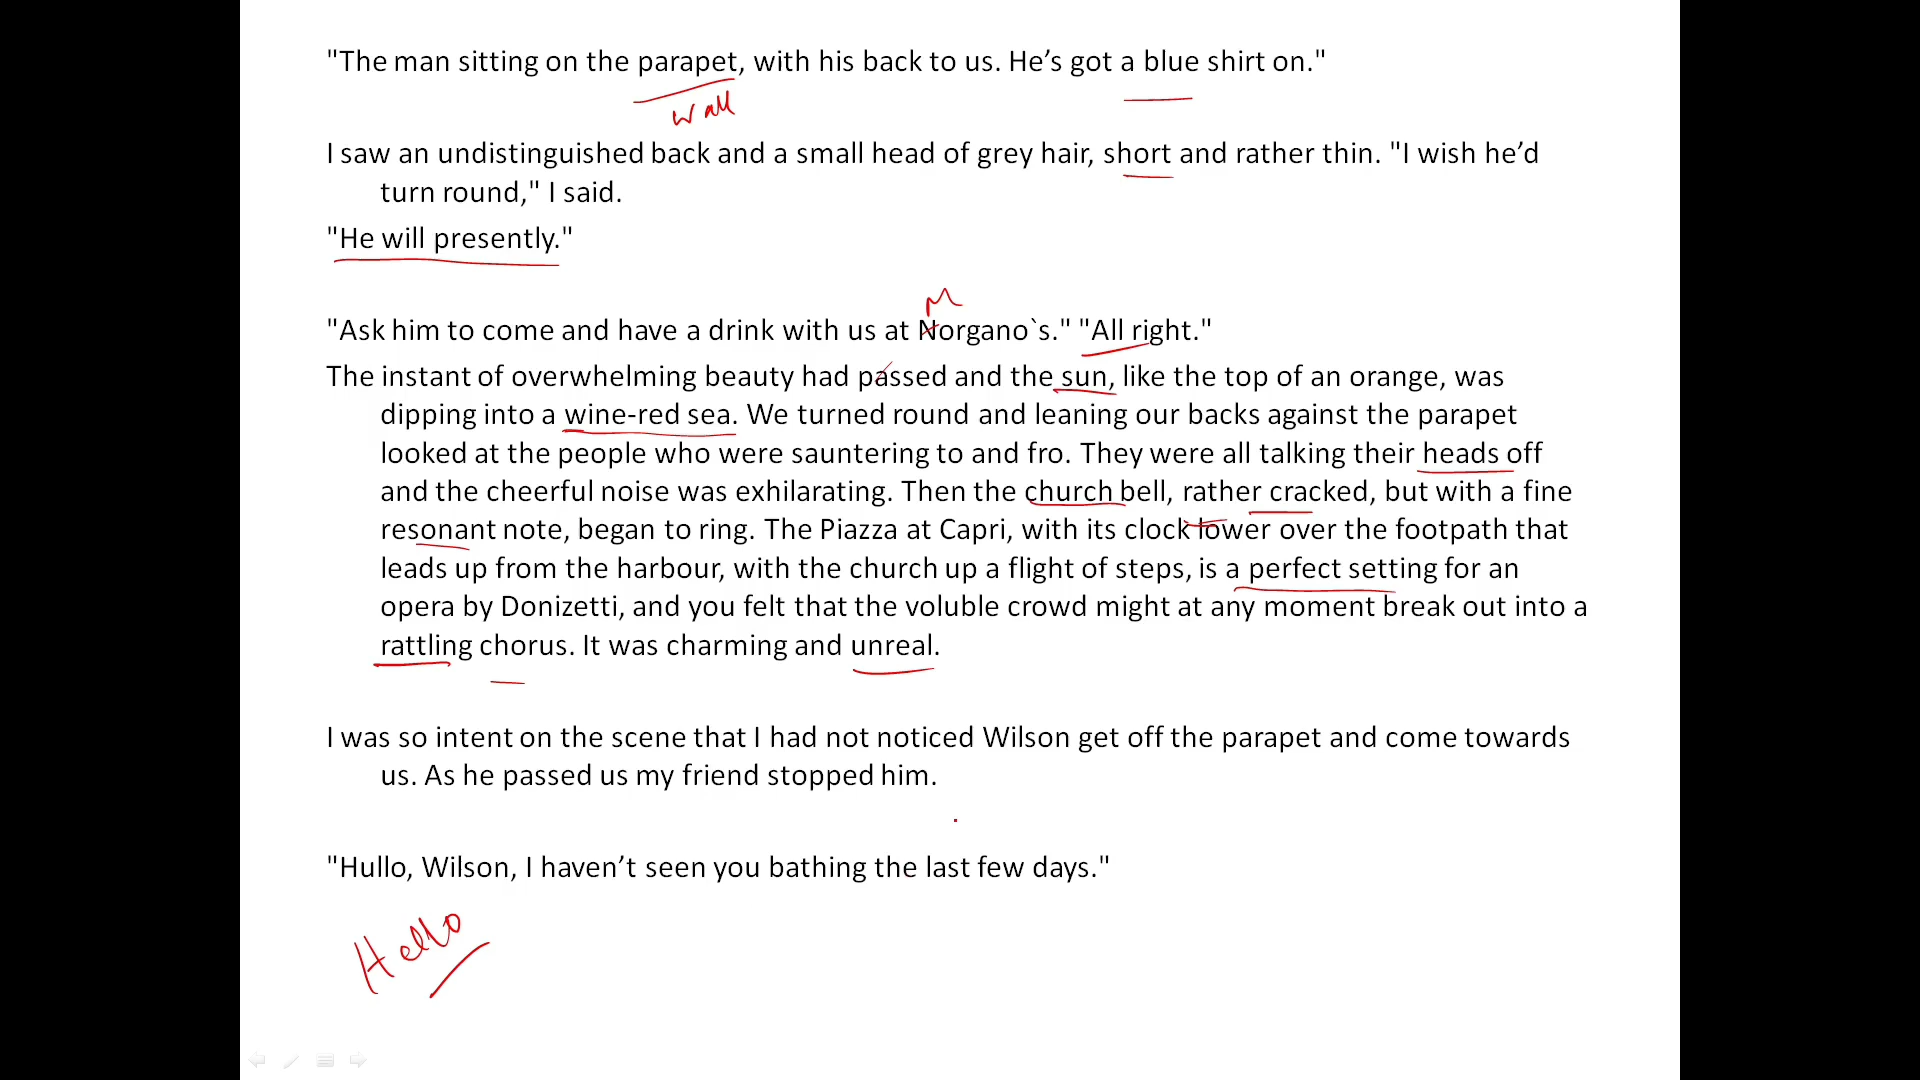 "The man sitting on the parapet, with his back to us. He’s got a blue shirt on."
wall
I saw an undistinguished back and a small head of grey hair, short and rather thin. "I wish he’d
turn round," I said.
"He will presently."
M
"Ask him to come and have a drink with us at Norgano`s." "All right."
The instant of overwhelming beauty had passed and the sun, like the top of an orange, was
dipping into a wine-red sea. We turned round and leaning our backs against the parapet
looked at the people who were sauntering to and fro. They were all talking their heads off
and the cheerful noise was exhilarating. Then the church bell, rather cracked, but with a fine
resonant note, began to ring. The Piazza at Capri, with its clock lower over the footpath that
leads up from the harbour, with the church up a flight of steps, is a perfect setting for an
opera by Donizetti, and you felt that the voluble crowd might at any moment break out into a
rattling chorus. It was charming and unreal.
I was so intent on the scene that I had not noticed Wilson get off the parapet and come towards
us. As he passed us my friend stopped him.
"Hullo, Wilson, I haven’t seen you bathing the last few days."
Hello